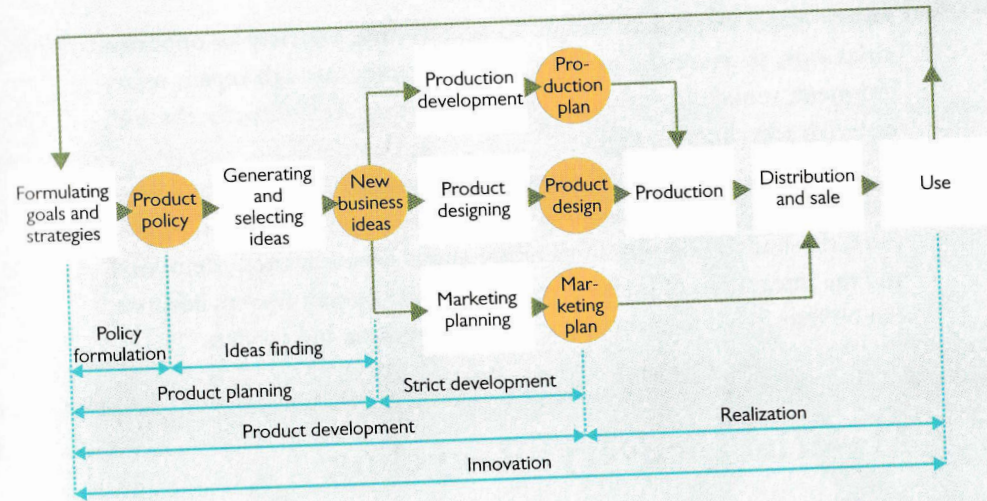 Production
development
Pro-
duction
plan
Formulating
goals and
strategies
Product
policy
Generating
and
selecting
ideas
New
business
ideas
Product
designing
Product
design
Production
Distribution
and sale
Use
Marketing
planning
Mar-
keting
plan
Policy
formulation
Ideas finding
Product planning
Strict development
Product development
Realization
Innovation